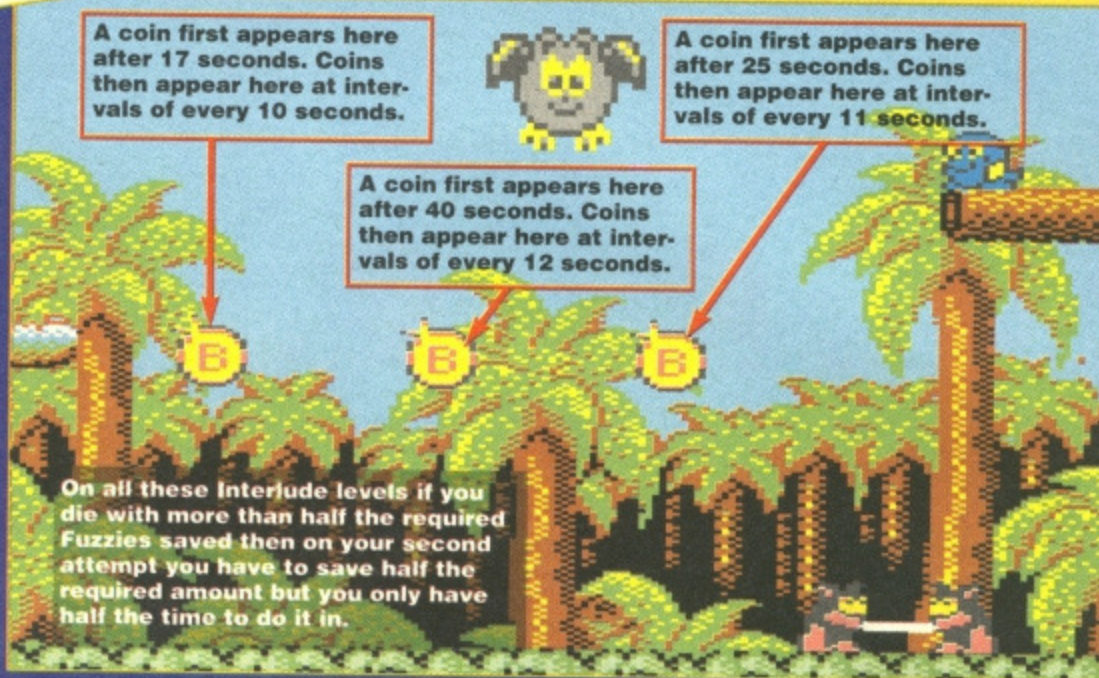 A coin first appears here
after 17 seconds. Coins
then appear here at inter-
vals of every 10 seconds.
A coin first appears here
after 25 seconds. Coins
then appear here at inter-
vals of every 11 seconds.
A coin first appears here
after 40 seconds. Coins
then appear here at inter-
vals of every 12 seconds.
B
B
B
On all these Interlude levels if you
die with more than half the required
Fuzzies saved then on your second
attempt you have to save half the
required amount but you only have
half the time to do it in.